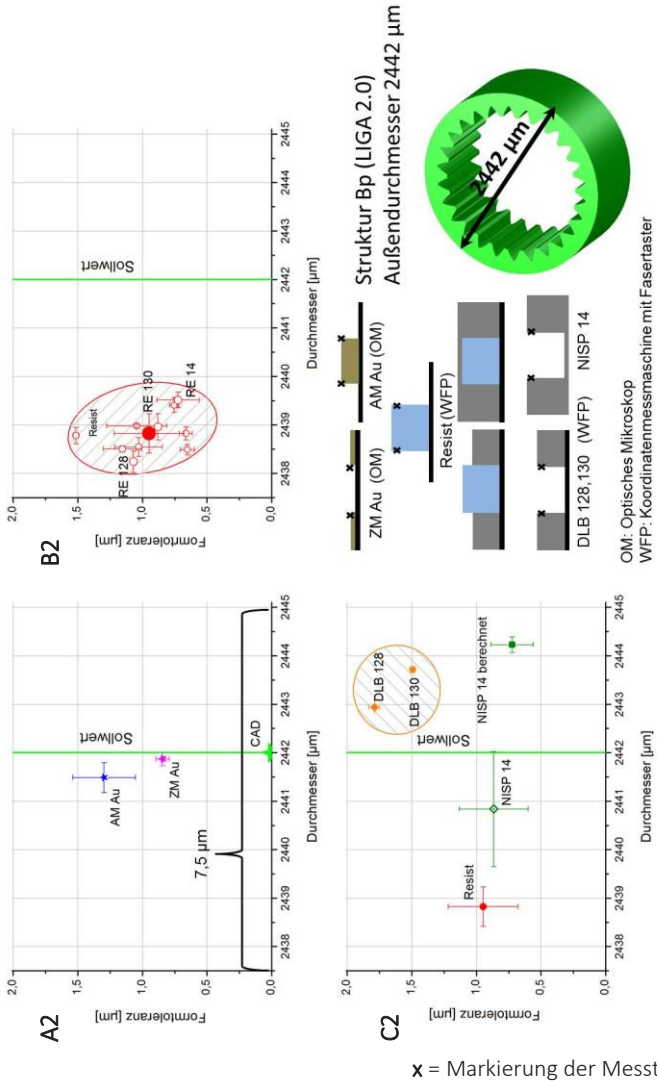 A2
Formtoleranz [µm]
2,0
1,5
1,0
0,5
Sollwert
AM Au
ZM Au
7,5 µm
CAD
2438
2439
2440
2441
2442
2443
2444
2445
Durchmesser [µm]
B2
Formtoleranz [µm]
2,0
1,5
1,0
0,5
Sollwert
Resist
RE 128
RE 130
RE 14
2438
2439
2440
2441
2442
2443
2444
2445
Durchmesser [µm]
C2
Formtoleranz [µm]
2,0
1,5
1,0
0,5
Sollwert
DLB 128
DLB 130
Resist
NISP 14
NISP 14 berechnet
2438
2439
2440
2441
2442
2443
2444
2445
Durchmesser [µm]
ZM Au (OM)
AM Au (OM)
Resist (WFP)
DLB 128,130 (WFP)
NISP 14
Struktur Bp (LIGA 2.0)
Außendurchmesser 2442 µm
2442 µm
OM: Optisches Mikroskop
WFP: Koordinatenmessmaschine mit Fasertaster
x = Markierung der Messt